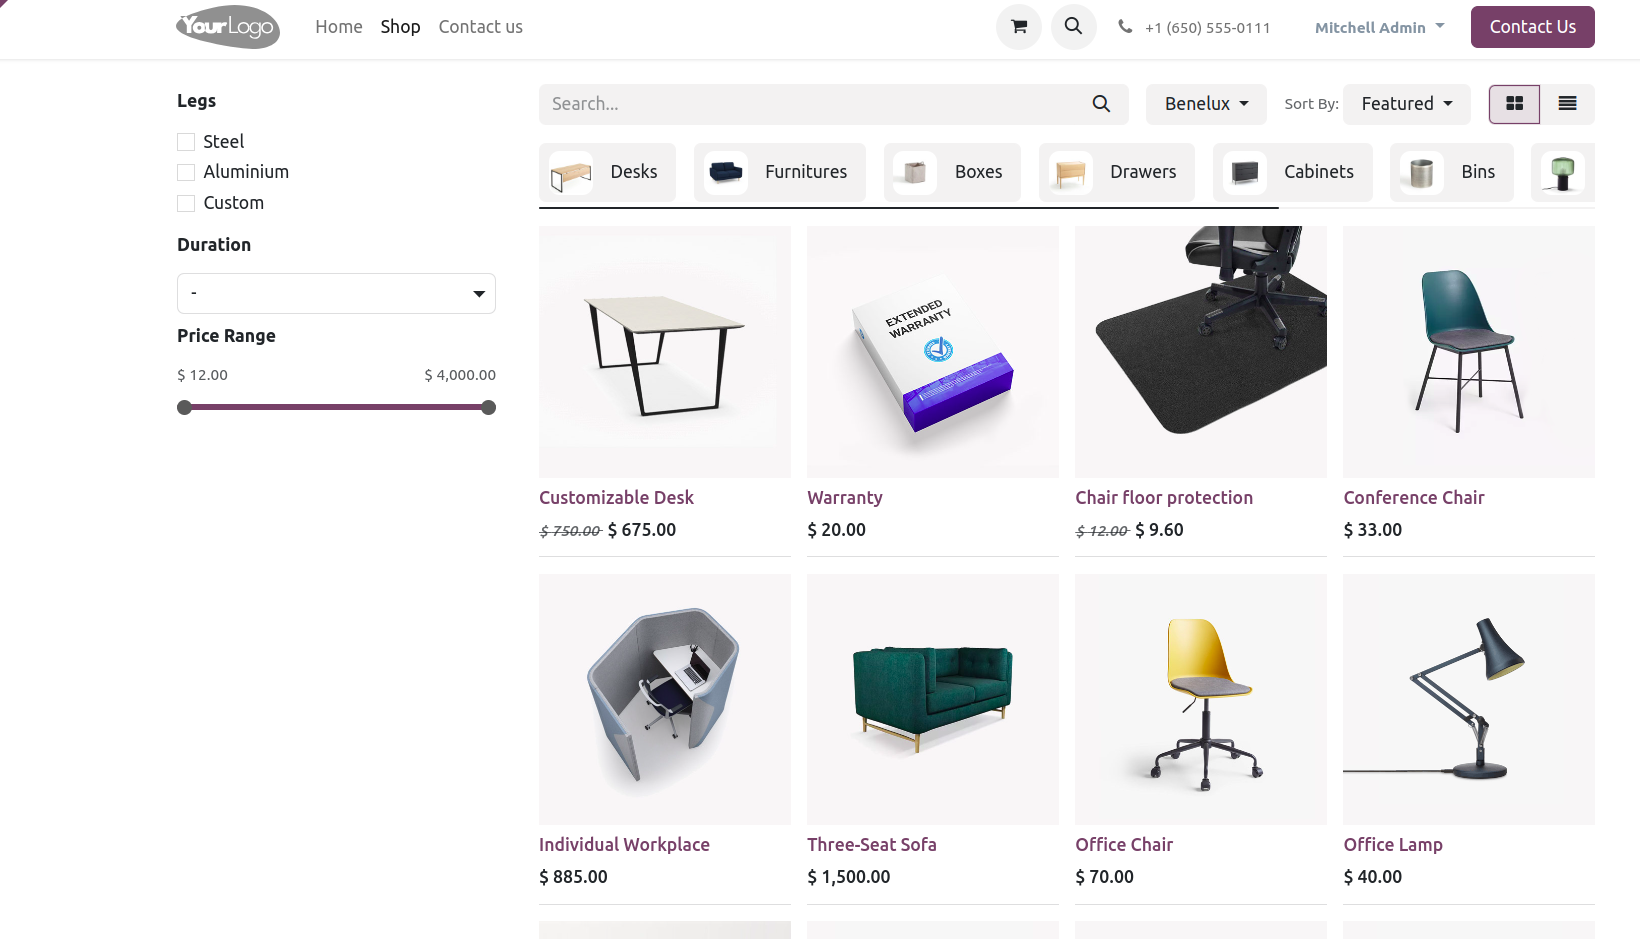 YourLogo
Home Shop Contact us
+1 (650) 555-0111
Mitchell Admin
Contact Us
Legs
Steel
Aluminium
Custom
Duration
-
Price Range
$ 12.00 $ 4,000.00
Search...
Benelux
Sort By: Featured
Desks Furnitures Boxes Drawers Cabinets Bins
EXTENDED
WARRANTY
Customizable Desk
$ 750.00 $ 675.00
Warranty
$ 20.00
Chair floor protection
$ 12.00 $ 9.60
Conference Chair
$ 33.00
Individual Workplace
$ 885.00
Three-Seat Sofa
$ 1,500.00
Office Chair
$ 70.00
Office Lamp
$ 40.00